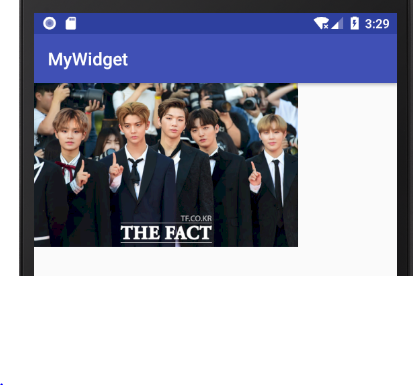 3:29
MyWidget
TF.CO.KR
THE FACT